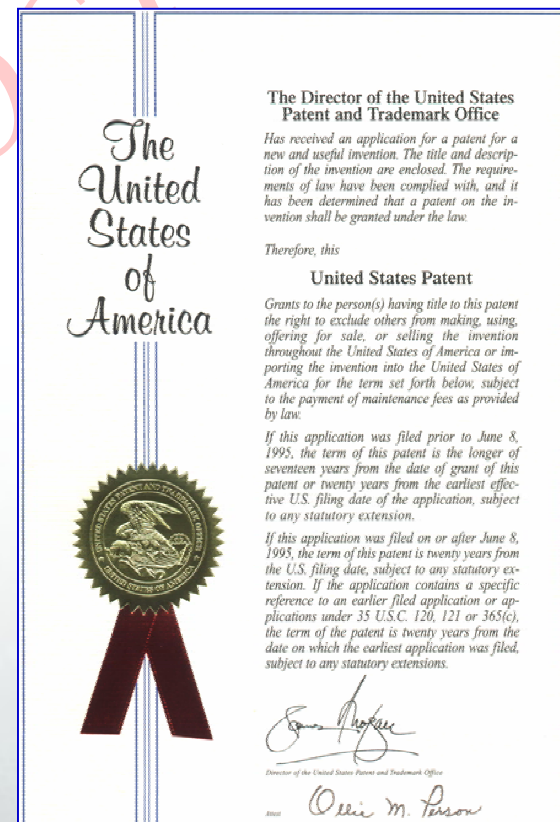 The
United
States
of
America
The Director of the United States
Patent and Trademark Office
Has received an application for a patent for a
new and useful invention. The title and descrip-
tion of the invention are enclosed. The require-
ments of law have been complied with, and it
has been determined that a patent on the in-
vention shall be granted under the law.
Therefore, this
United States Patent
Grants to the person(s) having title to this patent
the right to exclude others from making, using,
offering for sale, or selling the invention
throughout the United States of America or im-
porting the invention into the United States of
America for the term set forth below, subject
to the payment of maintenance fees as provided
by law.
If this application was filed prior to June 8,
1995, the term of this patent is the longer of
seventeen years from the date of grant of this
patent or twenty years from the earliest effec-
tive U.S. filing date of the application, subject
to any statutory extension.
If this application was filed on or after June 8,
1995, the term of this patent is twenty years from
the U.S. filing date, subject to any statutory ex-
tension. If the application contains a specific
reference to an earlier filed application or ap-
plications under 35 U.S.C. 120, 121 or 365(c),
the term of the patent is twenty years from the
date on which the earliest application was filed,
subject to any statutory extensions.
Director of the United States Patent and Trademark Office
Attest
Ollie M. Person
UNITED STATES PATENT AND TRADEMARK OFFICE
UNITED STATES OF AMERICA